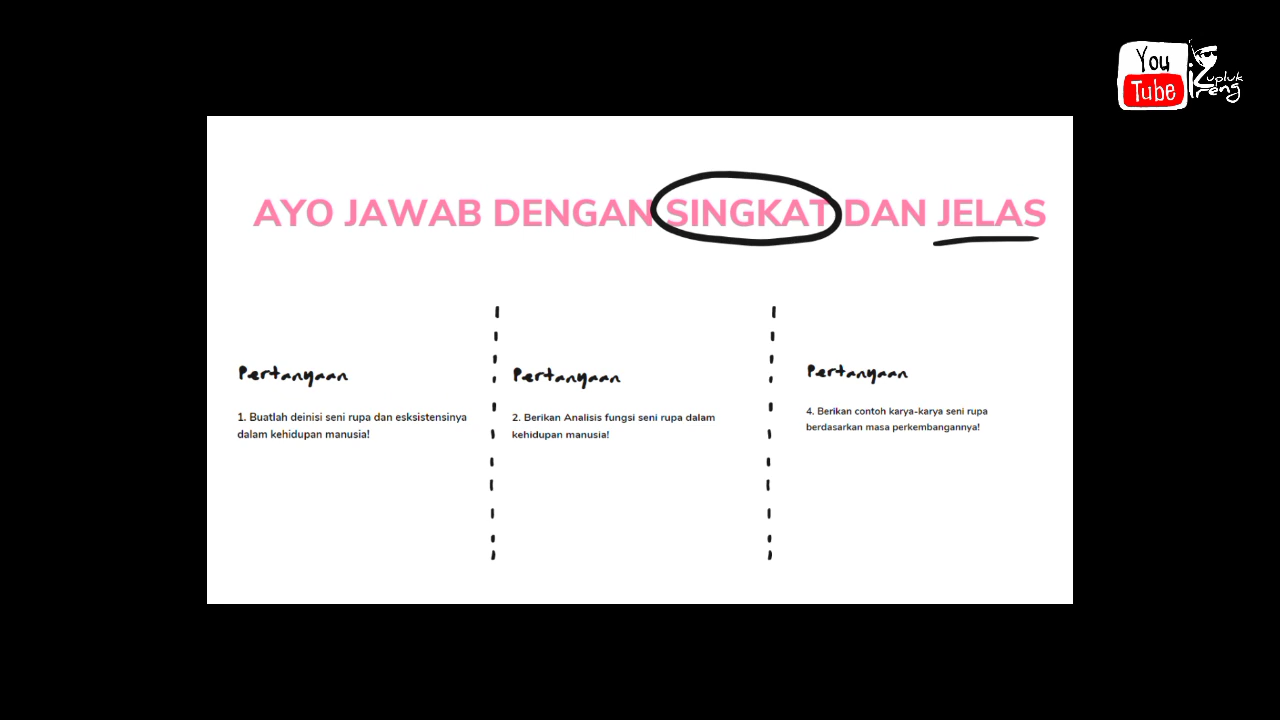 You
Tube
Kupluk
ireng
AYO JAWAB DENGAN SINGKAT DAN JELAS
Pertanyaan
1. Buatlah deinisi seni rupa dan esksistensinya
dalam kehidupan manusia!
Pertanyaan
2. Berikan Analisis fungsi seni rupa dalam
kehidupan manusia!
Pertanyaan
4. Berikan contoh karya-karya seni rupa
berdasarkan masa perkembangannya!